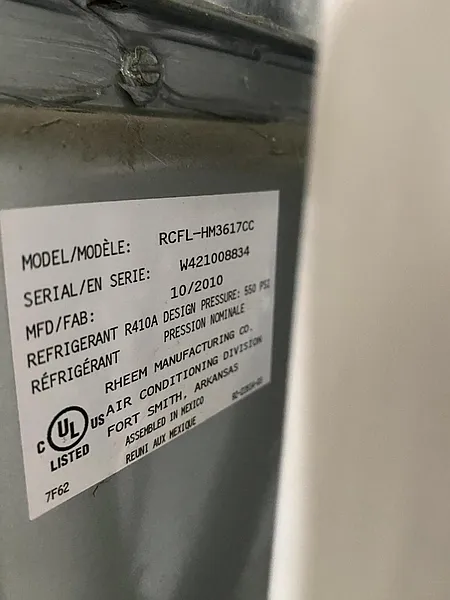 MODEL/MODÈLE: RCFL-HM3617CC
SERIAL/EN SERIE: W421008834
MFD/FAB: 10/2010
REFRIGERANT R410A DESIGN PRESSURE: 550 PSI
RÉFRIGÉRANT PRESSION NOMINALE
RHEEM MANUFACTURING CO.
AIR CONDITIONING DIVISION
FORT SMITH, ARKANSAS
C UL US
LISTED
ASSEMBLED IN MEXICO
REUNI AUX MEXIQUE
7F62